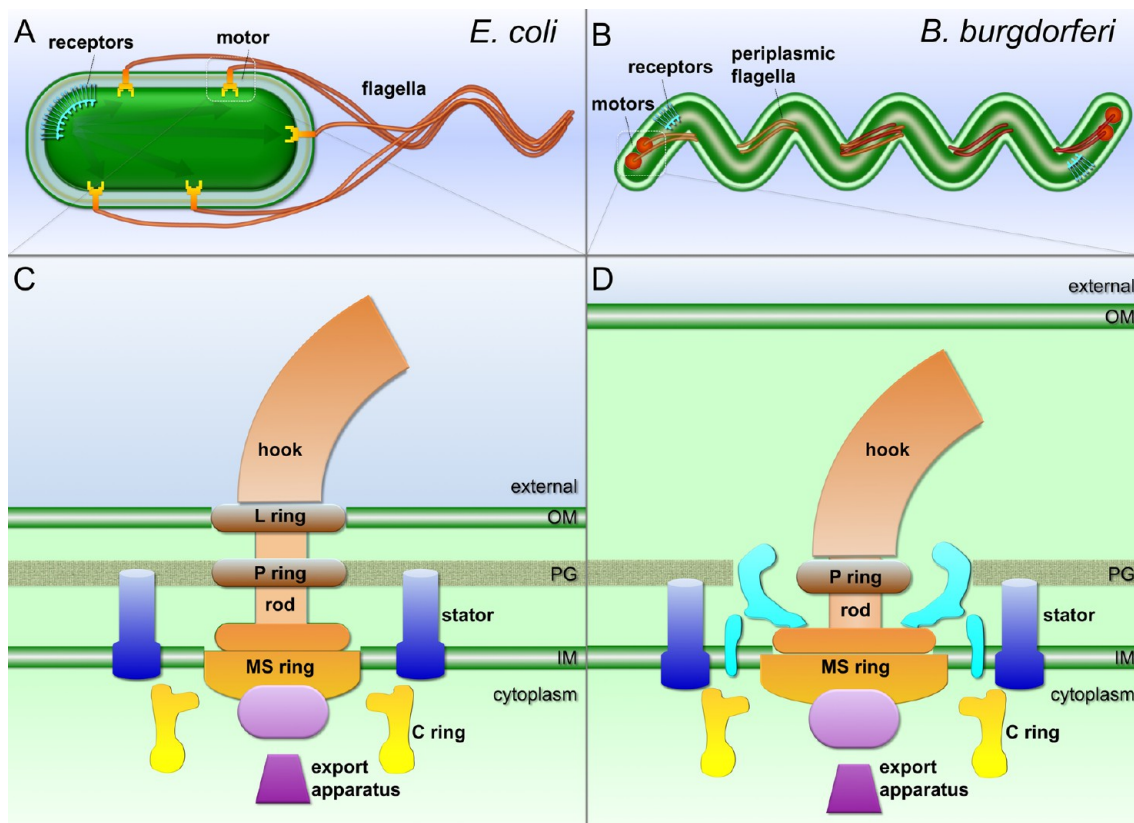 A
E. coli
receptors
motor
flagella
B
B. burgdorferi
periplasmic
flagella
receptors
motors
C
hook
external
OM
L ring
P ring
PG
rod
stator
IM
MS ring
cytoplasm
C ring
export
apparatus
D
external
OM
hook
P ring
PG
rod
stator
IM
MS ring
cytoplasm
C ring
export
apparatus